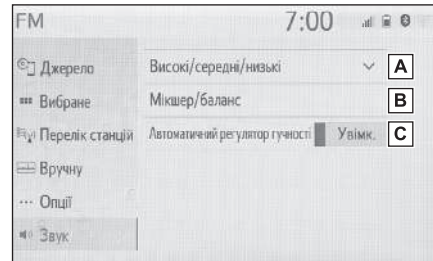 FM 7:00
Джерело
Високі/середні/низькі A
Вибране
Мікшер/баланс B
Перелік станцій
Автоматичний регулятор гучності Увімк. C
Вручну
Опції
Звук